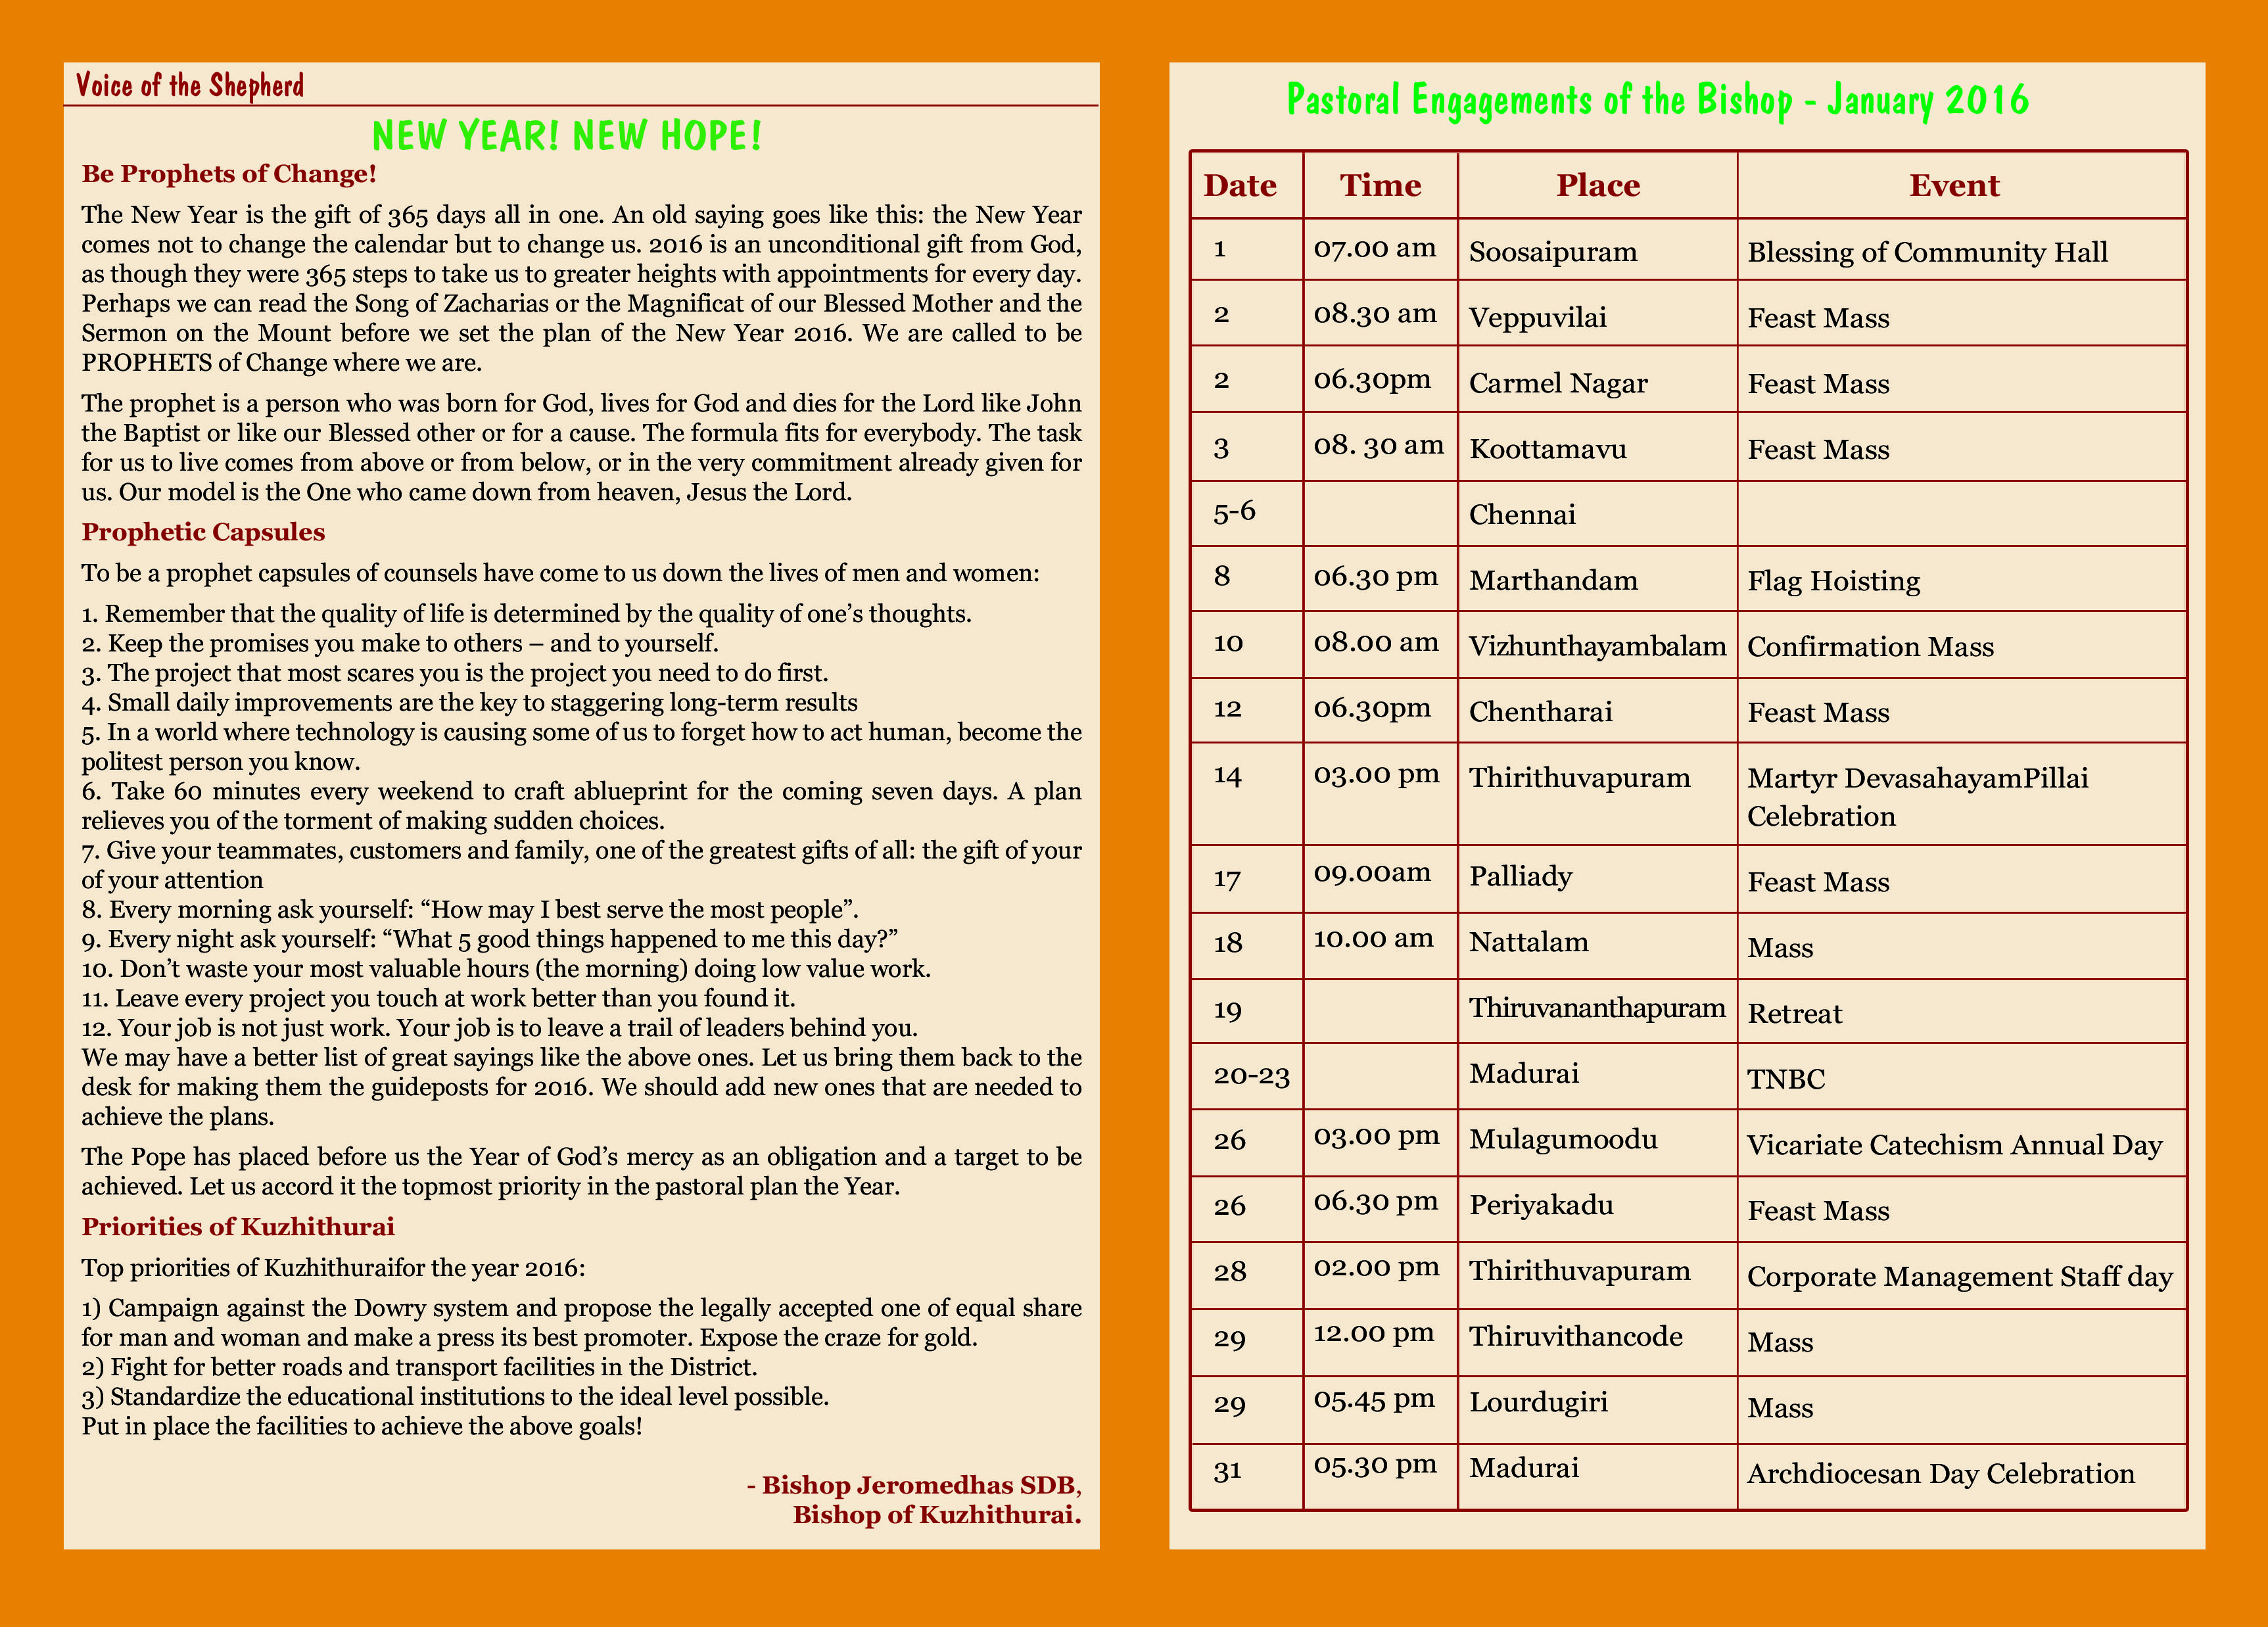 Voice of the Shepherd
NEW YEAR! NEW HOPE!
Be Prophets of Change!
The New Year is the gift of 365 days all in one. An old saying goes like this: the New Year
comes not to change the calendar but to change us. 2016 is an unconditional gift from God,
as though they were 365 steps to take us to greater heights with appointments for every day.
Perhaps we can read the Song of Zacharias or the Magnificat of our Blessed Mother and the
Sermon on the Mount before we set the plan of the New Year 2016. We are called to be
PROPHETS of Change where we are.
The prophet is a person who was born for God, lives for God and dies for the Lord like John
the Baptist or like our Blessed other or for a cause. The formula fits for everybody. The task
for us to live comes from above or from below, or in the very commitment already given for
us. Our model is the One who came down from heaven, Jesus the Lord.
Prophetic Capsules
To be a prophet capsules of counsels have come to us down the lives of men and women:
1. Remember that the quality of life is determined by the quality of one’s thoughts.
2. Keep the promises you make to others – and to yourself.
3. The project that most scares you is the project you need to do first.
4. Small daily improvements are the key to staggering long-term results
5. In a world where technology is causing some of us to forget how to act human, become the
politest person you know.
6. Take 60 minutes every weekend to craft ablueprint for the coming seven days. A plan
relieves you of the torment of making sudden choices.
7. Give your teammates, customers and family, one of the greatest gifts of all: the gift of your
of your attention
8. Every morning ask yourself: “How may I best serve the most people”.
9. Every night ask yourself: “What 5 good things happened to me this day?”
10. Don’t waste your most valuable hours (the morning) doing low value work.
11. Leave every project you touch at work better than you found it.
12. Your job is not just work. Your job is to leave a trail of leaders behind you.
We may have a better list of great sayings like the above ones. Let us bring them back to the
desk for making them the guideposts for 2016. We should add new ones that are needed to
achieve the plans.
The Pope has placed before us the Year of God’s mercy as an obligation and a target to be
achieved. Let us accord it the topmost priority in the pastoral plan the Year.
Priorities of Kuzhithurai
Top priorities of Kuzhithuraifor the year 2016:
1) Campaign against the Dowry system and propose the legally accepted one of equal share
for man and woman and make a press its best promoter. Expose the craze for gold.
2) Fight for better roads and transport facilities in the District.
3) Standardize the educational institutions to the ideal level possible.
Put in place the facilities to achieve the above goals!
- Bishop Jeromedhas SDB,
Bishop of Kuzhithurai.
Pastoral Engagements of the Bishop - January 2016
Date Time Place Event
1 07.00 am Soosaipuram Blessing of Community Hall
2 08.30 am Veppuvilai Feast Mass
2 06.30pm Carmel Nagar Feast Mass
3 08. 30 am Koottamavu Feast Mass
5-6 Chennai
8 06.30 pm Marthandam Flag Hoisting
10 08.00 am Vizhunthayambalam Confirmation Mass
12 06.30pm Chentharai Feast Mass
14 03.00 pm Thirithuvapuram Martyr DevasahayamPillai
Celebration
17 09.00am Palliady Feast Mass
18 10.00 am Nattalam Mass
19 Thiruvananthapuram Retreat
20-23 Madurai TNBC
26 03.00 pm Mulagumoodu Vicariate Catechism Annual Day
26 06.30 pm Periyakadu Feast Mass
28 02.00 pm Thirithuvapuram Corporate Management Staff day
29 12.00 pm Thiruvithancode Mass
29 05.45 pm Lourdugiri Mass
31 05.30 pm Madurai Archdiocesan Day Celebration